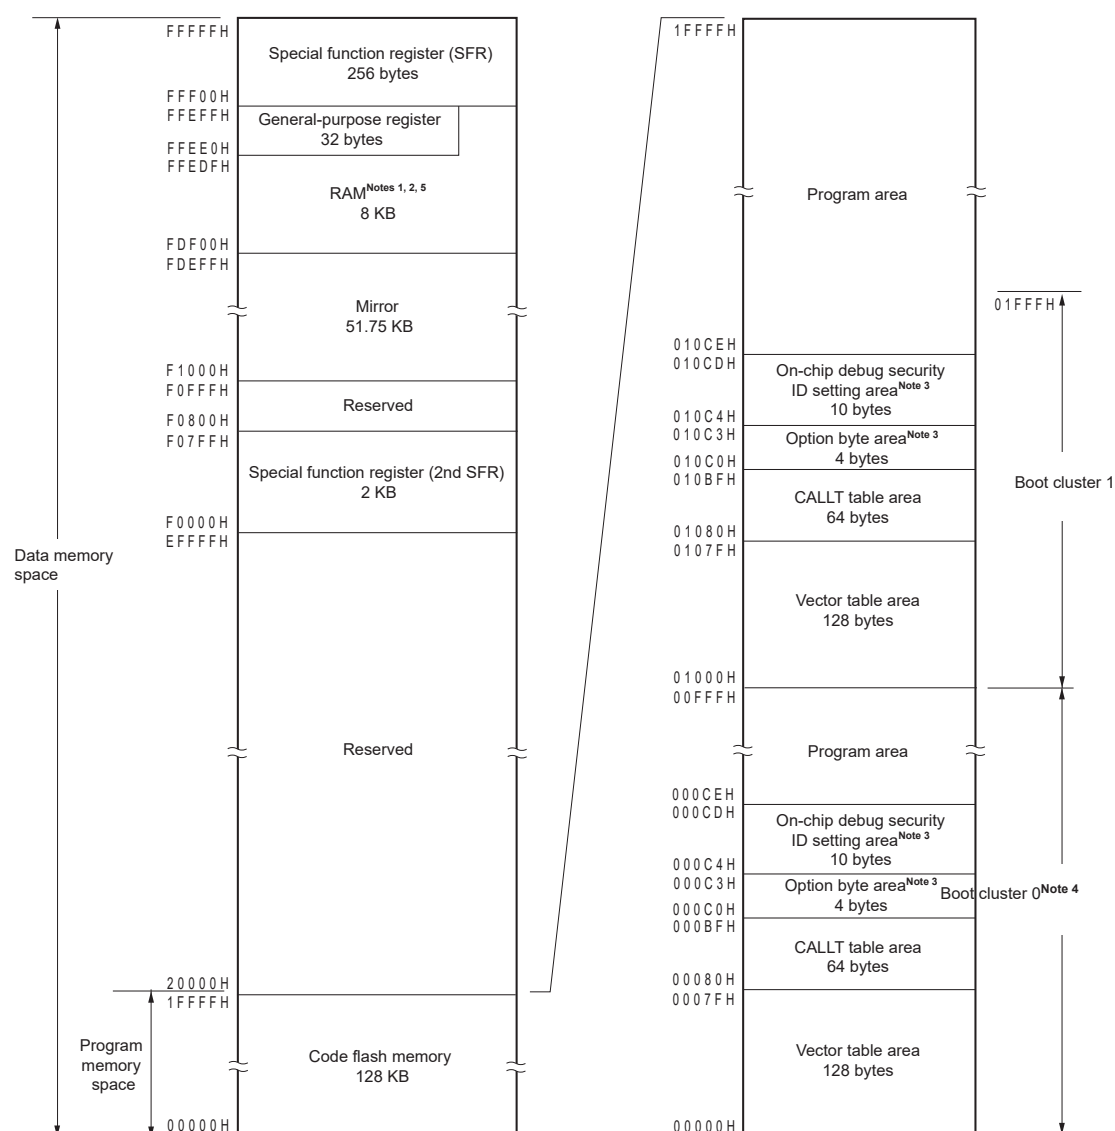 FFFFFH
Special function register (SFR)
256 bytes
FFF00H
FFEFFH
General-purpose register
32 bytes
FFEE0H
FFEDFH
RAMNotes 1, 2, 5
8 KB
FDF00H
FDEFFH
Mirror
51.75 KB
F1000H
F0FFFH
Reserved
F0800H
F07FFH
Special function register (2nd SFR)
2 KB
F0000H
EFFFFH
Data memory
space
Reserved
20000H
1FFFFH
Program
memory
space
Code flash memory
128 KB
00000H
1FFFFH
Program area
01FFFH
010CEH
010CDH
On-chip debug security
ID setting areaNote 3
10 bytes
010C4H
010C3H
Option byte areaNote 3
4 bytes
010C0H
010BFH
Boot cluster 1
CALLT table area
64 bytes
01080H
0107FH
Vector table area
128 bytes
01000H
00FFFH
Program area
000CEH
000CDH
On-chip debug security
ID setting areaNote 3
10 bytes
000C4H
000C3H
Option byte areaNote 3
4 bytes
Boot cluster 0Note 4
000C0H
000BFH
CALLT table area
64 bytes
00080H
0007FH
Vector table area
128 bytes
00000H